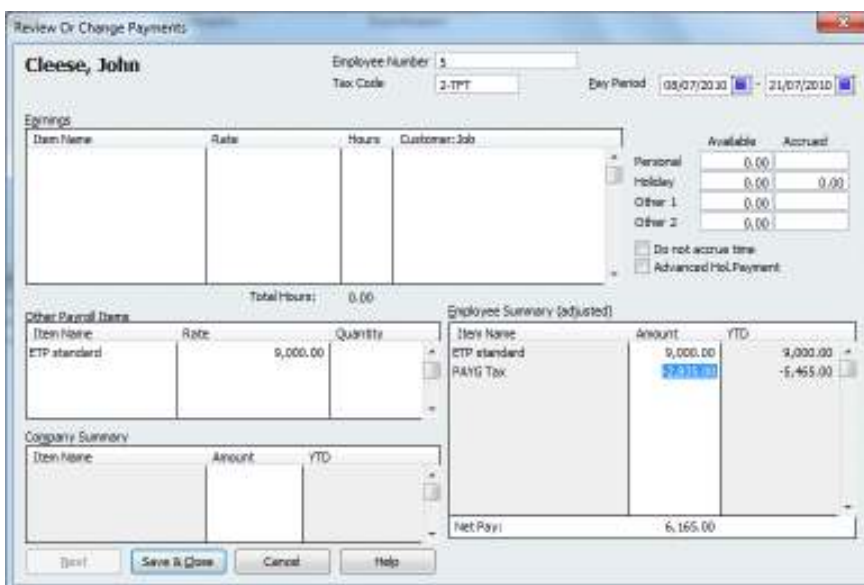 Review Or Change Payments
Cleese, John
Employee Number 5
Tax Code 2-TPT
Pay Period 08/07/2010 - 21/07/2010
Earnings
Item Name Rate Hours Customer:Job
Available Accrued
Personal 0.00
Holiday 0.00 0.00
Other 1 0.00
Other 2 0.00
Do not accrue time
Advanced Hol.Payment
Total Hours: 0.00
Other Payroll Items
Item Name Rate Quantity
ETP standard 9,000.00
Employee Summary (adjusted)
Item Name Amount YTD
ETP standard 9,000.00 9,000.00
PAYG Tax -5,465.00
Company Summary
Item Name Amount YTD
Net Pay: 6,165.00
Next Save & Close Cancel Help